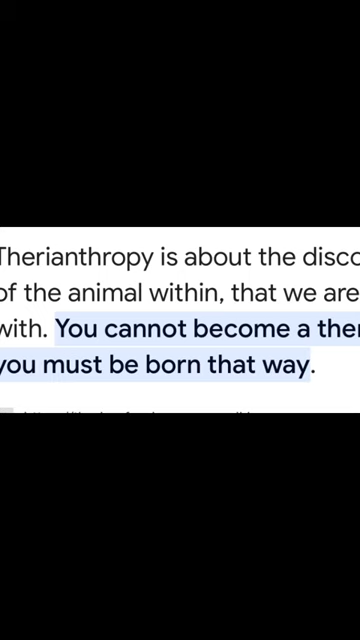 Therianthropy is about the disco
of the animal within, that we are
with. You cannot become a ther
you must be born that way.